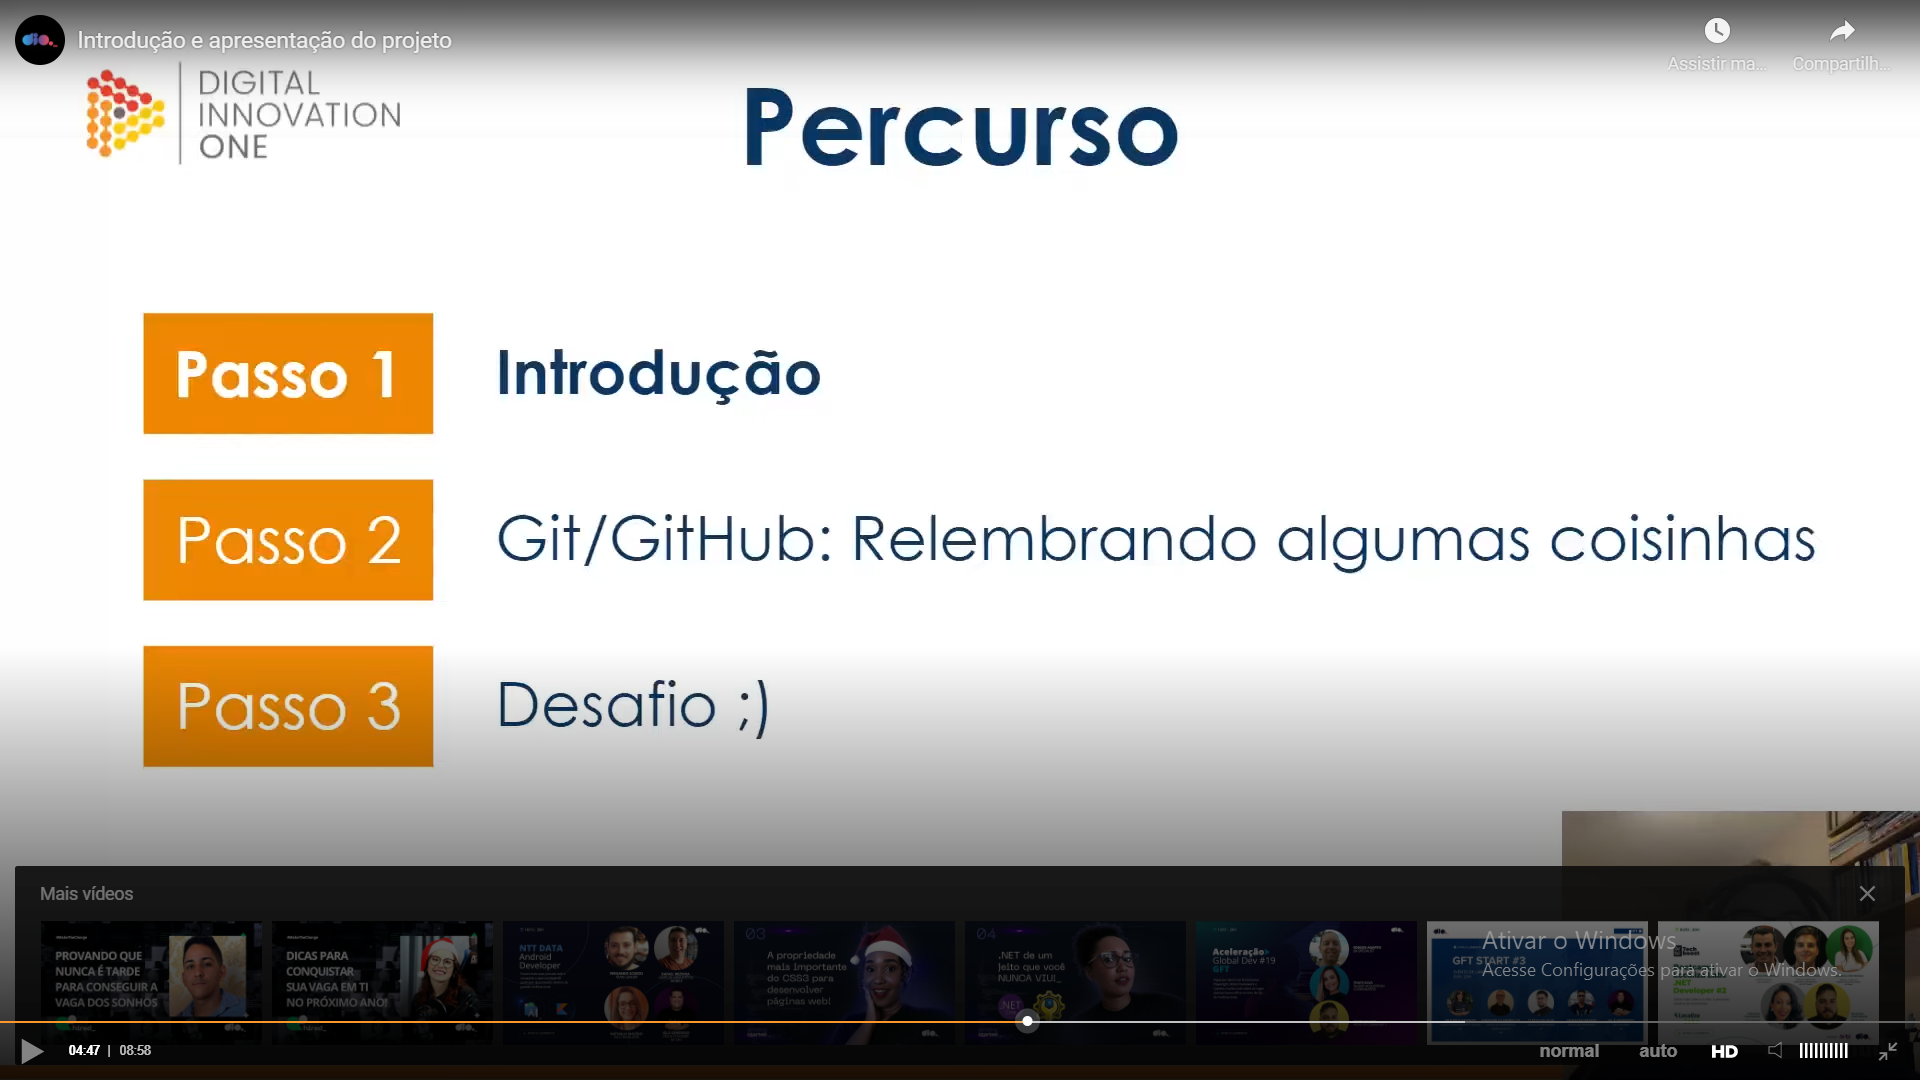 Introdução e apresentação do projeto
Assistir ma...
Compartilh...
DIGITAL
INNOVATION
ONE
Percurso
Passo 1
Introdução
Passo 2
Git/GitHub: Relembrando algumas coisinhas
Passo 3
Desafio ;)
Mais vídeos
PROVANDO QUE
NUNCA É TARDE
PARA CONSEGUIR A
VAGA DOS SONHOS
DICAS PARA
CONQUISTAR
SUA VAGA EM TI
NO PRÓXIMO ANO!
NTT DATA
Android
Developer
03
A propriedade
mais importante
do CSS3 para
desenvolver
páginas web!
04
.NET de um
jeito que você
NUNCA VIU!_
.NET
Aceleração
Global Dev #19
GFT
GFT START #3
.NET
Developer #2
Ativar o Windows
Acesse Configurações para ativar o Windows.
04:47 | 08:58
normal
auto
HD